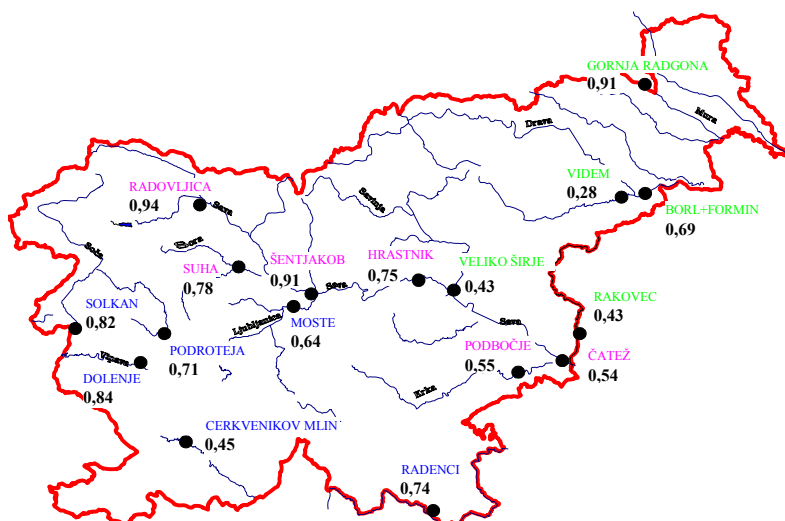 GORNJA RADGONA
0,91
Mura
Drava
VIDEM
0,28
BORL+FORMIN
0,69
RADOVLJICA
0,94
Sava
Savinja
Sora
Soča
SUHA
0,78
ŠENTJAKOB
0,91
Sava
HRASTNIK
0,75
VELIKO ŠIRJE
0,43
SOLKAN
0,82
Ljubljanica
MOSTE
0,64
Sava
RAKOVEC
0,43
PODROTEJA
0,71
Vipava
DOLENJE
0,84
PODBOČJE
0,55
ČATEŽ
0,54
Krka
CERKVENIKOV MLIN
0,45
RADENCI
0,74